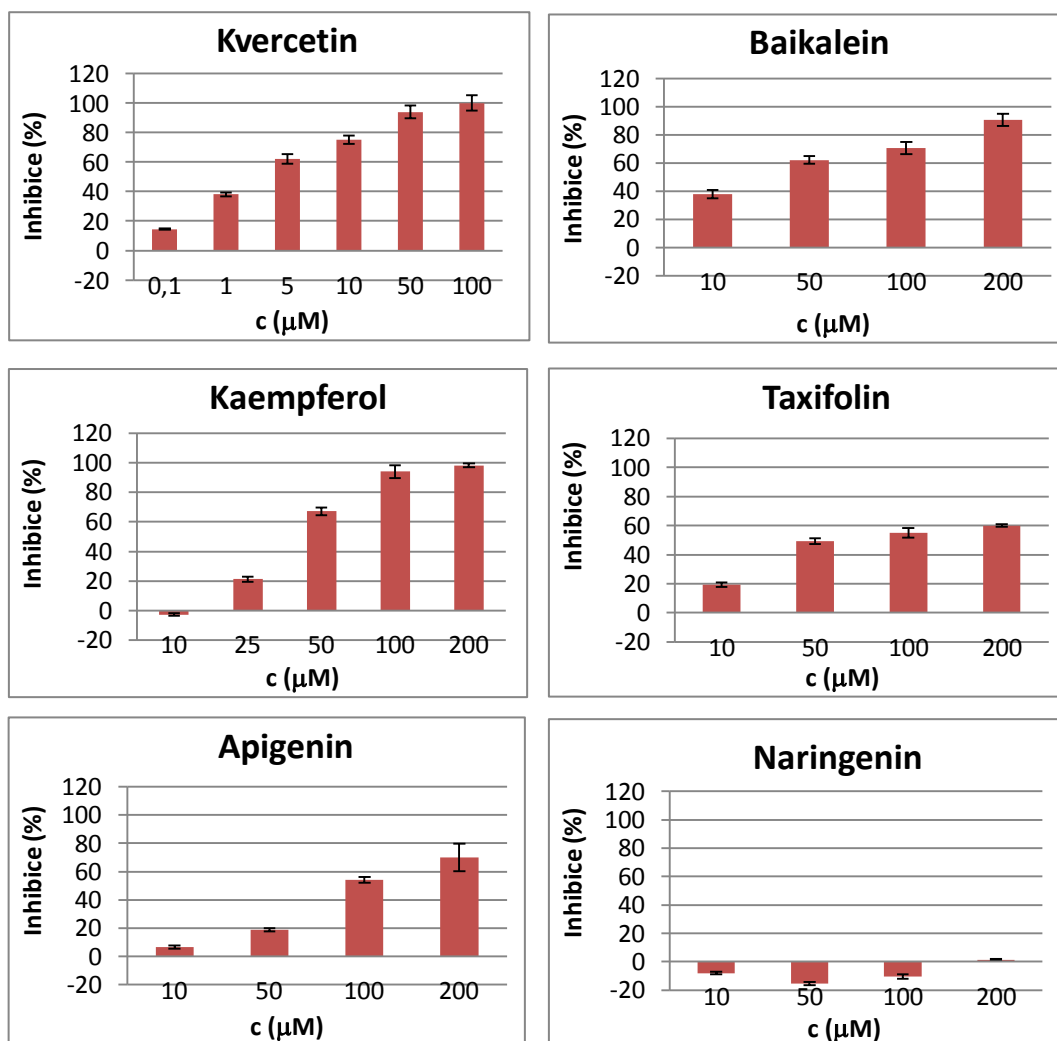 Kvercetin
Inhibice (%)
120
100
80
60
40
20
0
-20
0,1 1 5 10 50 100
c (μM)
Baikalein
Inhibice (%)
120
100
80
60
40
20
0
-20
10 50 100 200
c (μM)
Kaempferol
Inhibice (%)
120
100
80
60
40
20
0
-20
10 25 50 100 200
c (μM)
Taxifolin
Inhibice (%)
120
100
80
60
40
20
0
-20
10 50 100 200
c (μM)
Apigenin
Inhibice (%)
120
100
80
60
40
20
0
-20
10 50 100 200
c (μM)
Naringenin
Inhibice (%)
120
100
80
60
40
20
0
-20
10 50 100 200
c (μM)